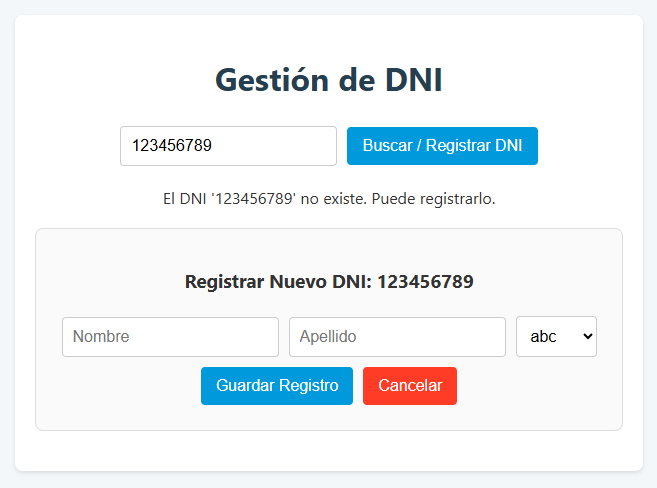 Gestión de DNI
123456789 Buscar / Registrar DNI
El DNI '123456789' no existe. Puede registrarlo.
Registrar Nuevo DNI: 123456789
Nombre Apellido abc
Guardar Registro Cancelar